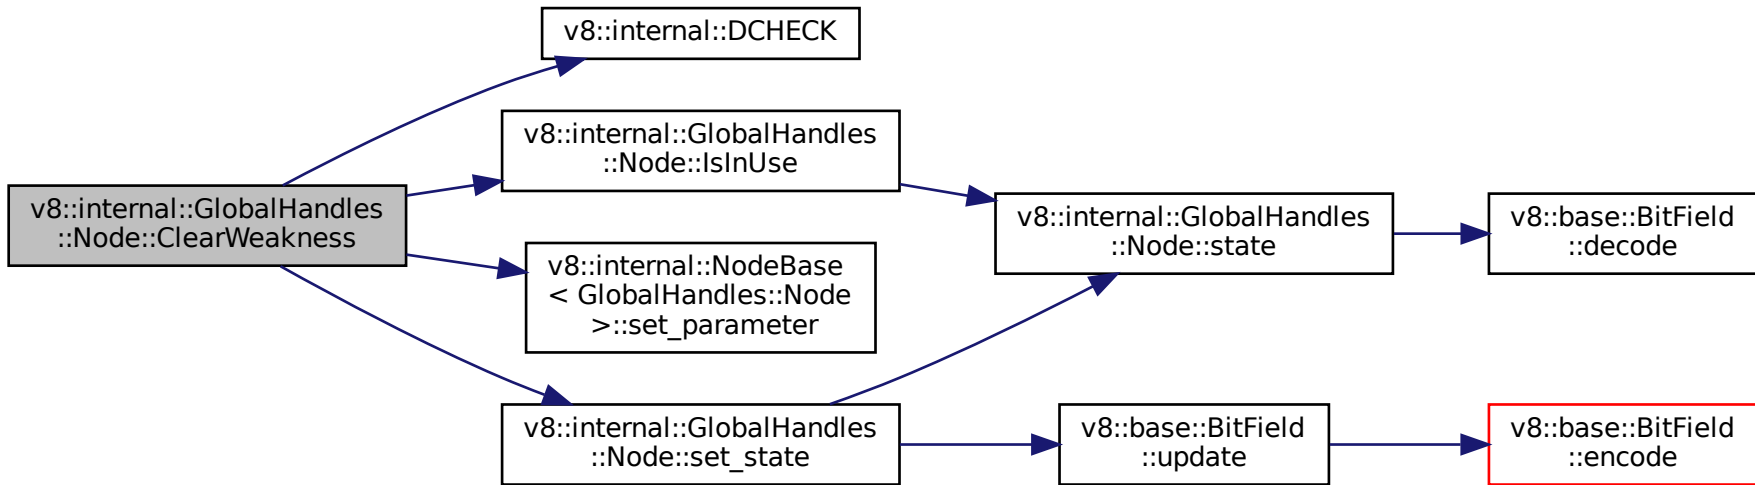 v8::internal::DCHECK
v8::internal::GlobalHandles
::Node::IsInUse
v8::internal::GlobalHandles
::Node::ClearWeakness
v8::internal::GlobalHandles
::Node::state
v8::base::BitField
::decode
v8::internal::NodeBase
< GlobalHandles::Node
>::set_parameter
v8::internal::GlobalHandles
::Node::set_state
v8::base::BitField
::update
v8::base::BitField
::encode